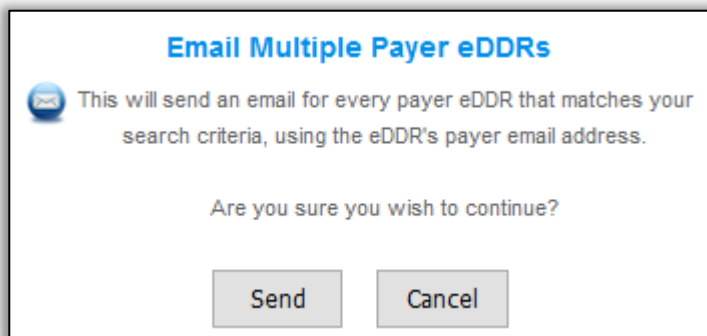 Email Multiple Payer eDDRs
This will send an email for every payer eDDR that matches your
search criteria, using the eDDR's payer email address.
Are you sure you wish to continue?
Send Cancel